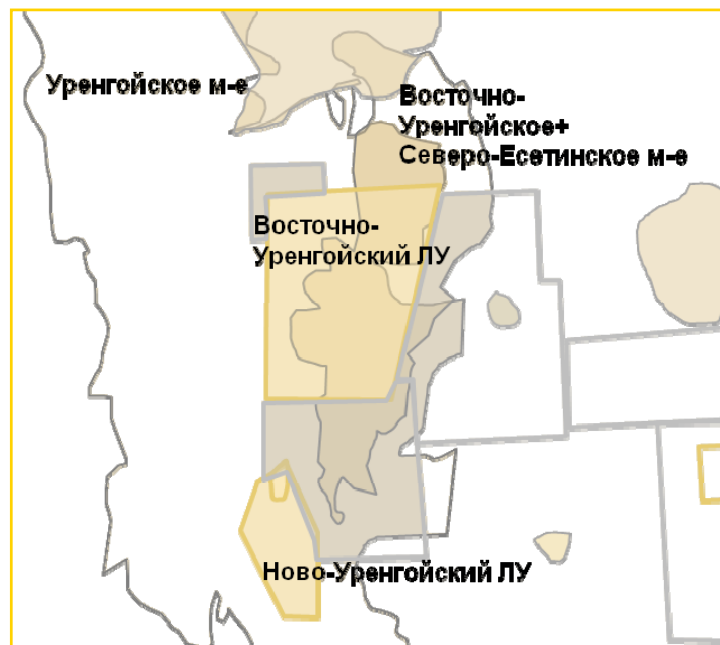 Уренгойское м-е
Восточно-
Уренгойское+
Северо-Есетинское м-е
Восточно-
Уренгойский ЛУ
Ново-Уренгойский ЛУ